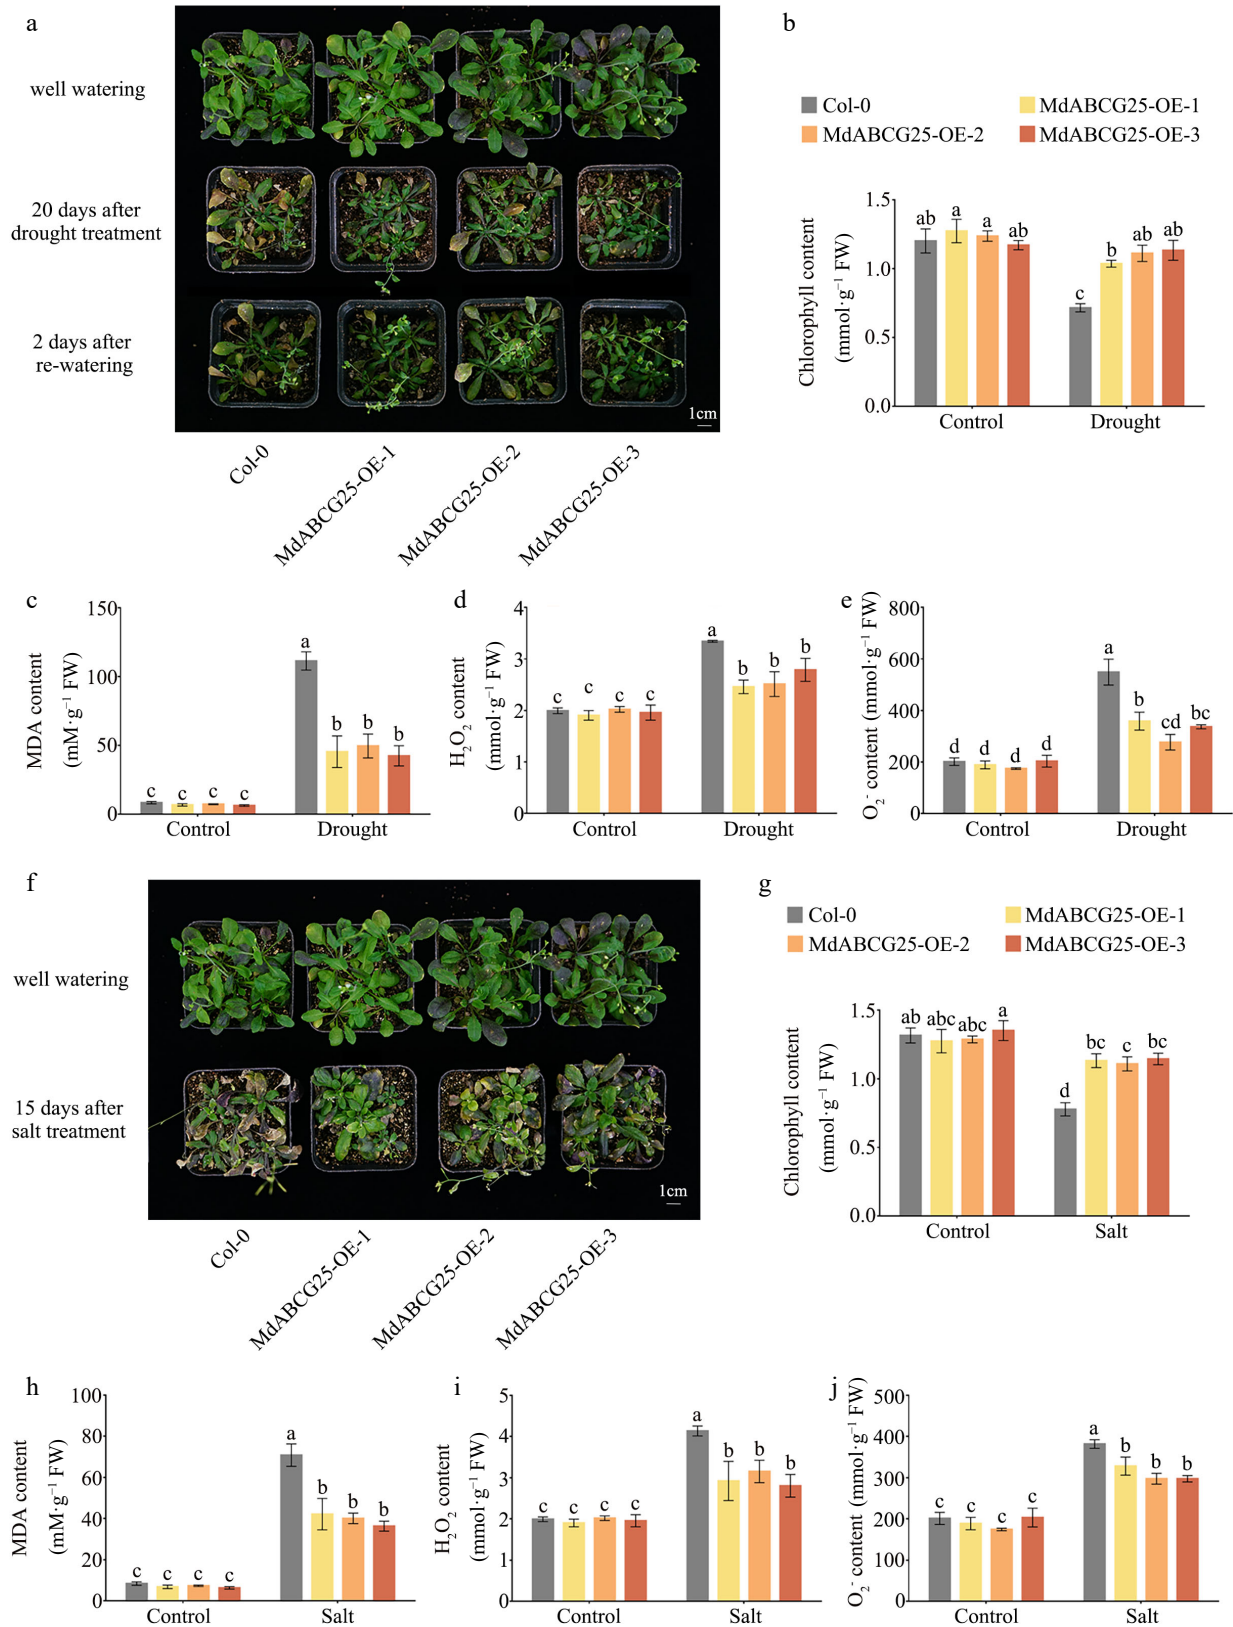 a
well watering
20 days after
drought treatment
2 days after
re-watering
1cm
Col-0
MdABCG25-OE-1
MdABCG25-OE-2
MdABCG25-OE-3
b
Col-0
MdABCG25-OE-1
MdABCG25-OE-2
MdABCG25-OE-3
Chlorophyll content
(mmol·g⁻¹ FW)
1.5
1.0
0.5
0.0
ab a a ab
c b ab ab
Control Drought
c
MDA content
(mM·g⁻¹ FW)
150
100
50
0
c c c c
a b b b
Control Drought
d
H₂O₂ content
(mmol·g⁻¹ FW)
4
3
2
1
0
c c c c
a b b b
Control Drought
e
O₂⁻ content (mmol·g⁻¹ FW)
800
600
400
200
0
d d d d
a b cd bc
Control Drought
f
well watering
15 days after
salt treatment
1cm
Col-0
MdABCG25-OE-1
MdABCG25-OE-2
MdABCG25-OE-3
g
Col-0
MdABCG25-OE-1
MdABCG25-OE-2
MdABCG25-OE-3
Chlorophyll content
(mmol·g⁻¹ FW)
1.5
1.0
0.5
0.0
ab abc abc a
d bc c bc
Control Salt
h
MDA content
(mM·g⁻¹ FW)
100
80
60
40
20
0
c c c c
a b b b
Control Salt
i
H₂O₂ content
(mmol·g⁻¹ FW)
5
4
3
2
1
0
c c c c
a b b b
Control Salt
j
O₂⁻ content (mmol·g⁻¹ FW)
500
400
300
200
100
0
c c c c
a b b b
Control Salt